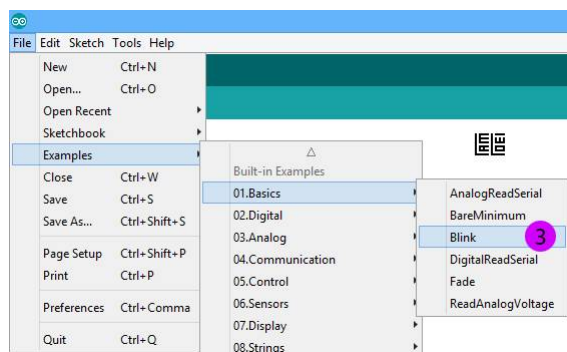 File Edit Sketch Tools Help
New Ctrl+N
Open... Ctrl+O
Open Recent
Sketchbook
Examples
Close Ctrl+W
Save Ctrl+S
Save As... Ctrl+Shift+S
Page Setup Ctrl+Shift+P
Print Ctrl+P
Preferences Ctrl+Comma
Quit Ctrl+Q
Built-in Examples
01.Basics
02.Digital
03.Analog
04.Communication
05.Control
06.Sensors
07.Display
08.Strings
AnalogReadSerial
BareMinimum
Blink 3
DigitalReadSerial
Fade
ReadAnalogVoltage